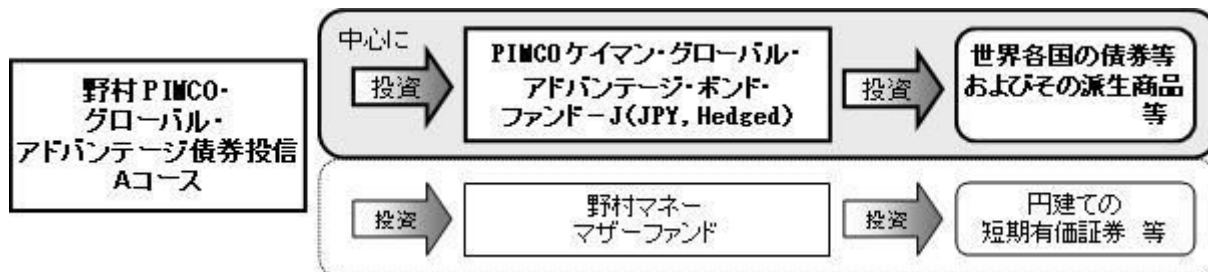 野村PIMCO・
グローバル・
アドバンテージ債券投信
Aコース
中心に
投資
PIMCOケイマン・グローバル・
アドバンテージ・ボンド・
ファンド－J(JPY, Hedged)
投資
世界各国の債券等
およびその派生商品
等
投資
野村マネー
マザーファンド
投資
円建ての
短期有価証券 等